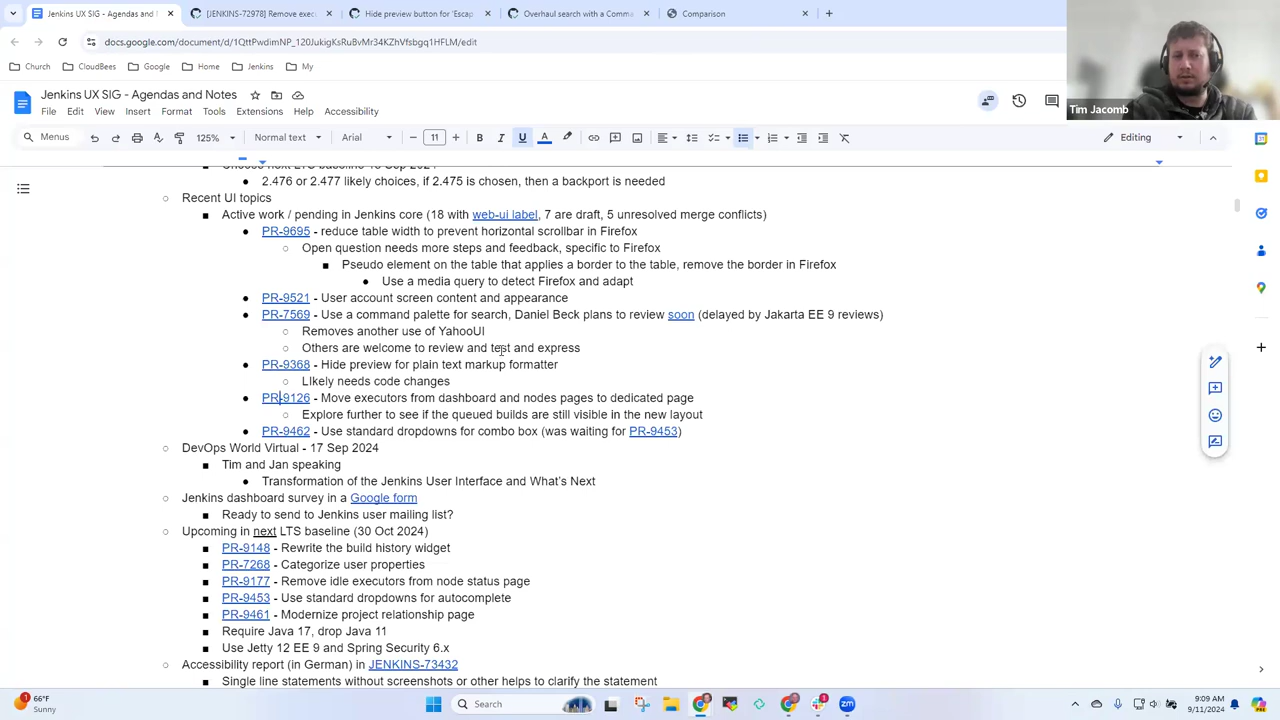 Jenkins UX SIG - Agendas and N
[JENKINS-72978] Remove exec
Hide preview button for 'Escap
Overhaul search with a Comma
Comparison
docs.google.com/document/d/1QttPwdimNP_120JukigKsRuBvMr34KZhVfsbgq1HFLM/edit
Church
CloudBees
Google
Home
Jenkins
My
Tim Jacomb
Jenkins UX SIG - Agendas and Notes
File Edit View Insert Format Tools Extensions Help Accessibility
Menus
125%
Normal text
Arial
11
Editing
2.476 or 2.477 likely choices, if 2.475 is chosen, then a backport is needed
Recent UI topics
Active work / pending in Jenkins core (18 with web-ui label, 7 are draft, 5 unresolved merge conflicts)
PR-9695 - reduce table width to prevent horizontal scrollbar in Firefox
Open question needs more steps and feedback, specific to Firefox
Pseudo element on the table that applies a border to the table, remove the border in Firefox
Use a media query to detect Firefox and adapt
PR-9521 - User account screen content and appearance
PR-7569 - Use a command palette for search, Daniel Beck plans to review soon (delayed by Jakarta EE 9 reviews)
Removes another use of YahooUI
Others are welcome to review and test and express
PR-9368 - Hide preview for plain text markup formatter
LIkely needs code changes
PR-9126 - Move executors from dashboard and nodes pages to dedicated page
Explore further to see if the queued builds are still visible in the new layout
PR-9462 - Use standard dropdowns for combo box (was waiting for PR-9453)
DevOps World Virtual - 17 Sep 2024
Tim and Jan speaking
Transformation of the Jenkins User Interface and What's Next
Jenkins dashboard survey in a Google form
Ready to send to Jenkins user mailing list?
Upcoming in next LTS baseline (30 Oct 2024)
PR-9148 - Rewrite the build history widget
PR-7268 - Categorize user properties
PR-9177 - Remove idle executors from node status page
PR-9453 - Use standard dropdowns for autocomplete
PR-9461 - Modernize project relationship page
Require Java 17, drop Java 11
Use Jetty 12 EE 9 and Spring Security 6.x
Accessibility report (in German) in JENKINS-73432
Single line statements without screenshots or other helps to clarify the statement
66°F
Sunny
Search
9:09 AM
9/11/2024